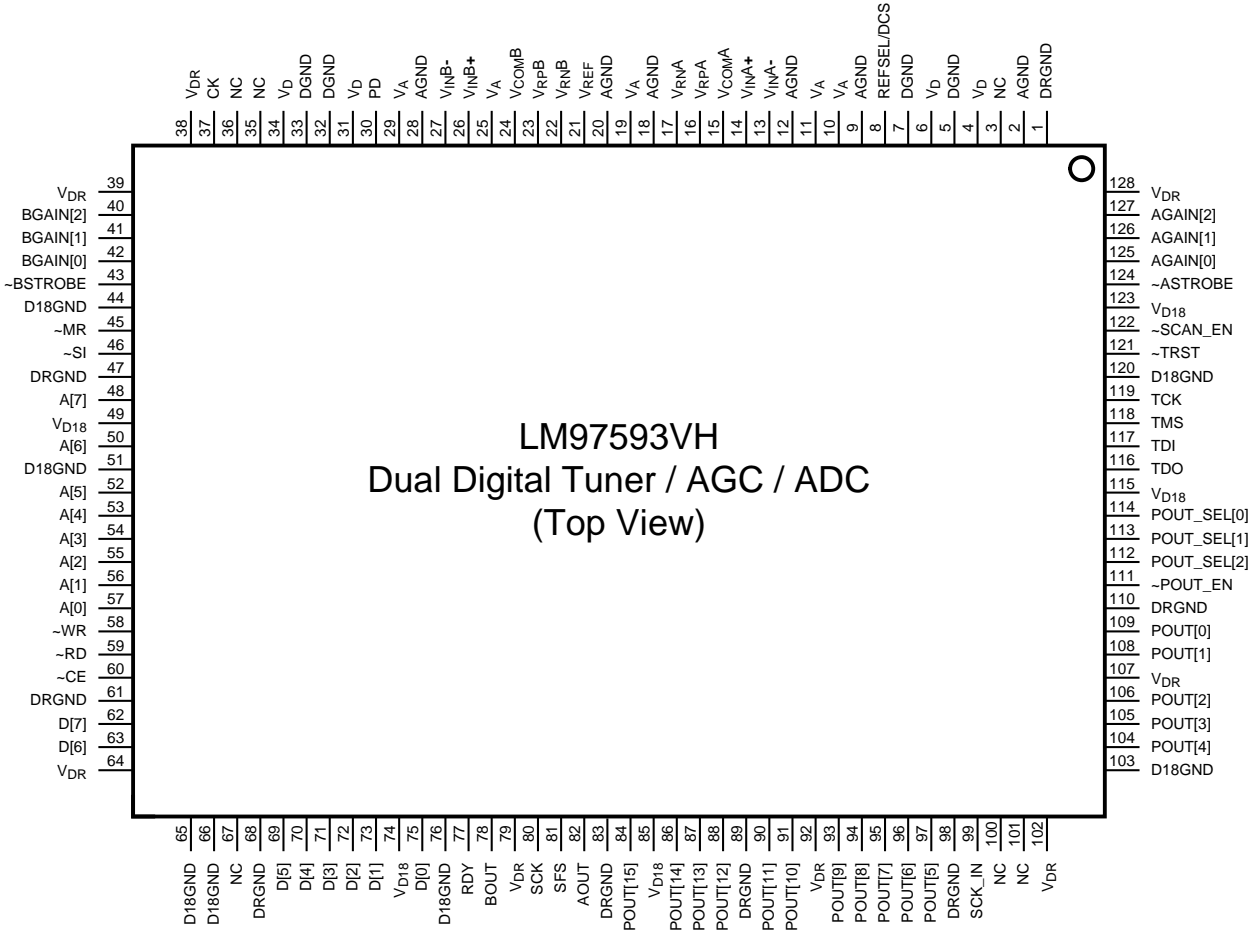 VDR CK NC NC VD DGND DGND VD PD VA AGND VINB- VINB+ VA VCOMB VRPB VRNB VREF AGND VA AGND VRNA VRPA VCOMA VINA+ VINA- AGND VA VA AGND REFSEL/DCS DGND VD DGND VD NC AGND DRGND
38 37 36 35 34 33 32 31 30 29 28 27 26 25 24 23 22 21 20 19 18 17 16 15 14 13 12 11 10 9 8 7 6 5 4 3 2 1
VDR 39
BGAIN[2] 40
BGAIN[1] 41
BGAIN[0] 42
~BSTROBE 43
D18GND 44
~MR 45
~SI 46
DRGND 47
A[7] 48
VD18 49
A[6] 50
D18GND 51
A[5] 52
A[4] 53
A[3] 54
A[2] 55
A[1] 56
A[0] 57
~WR 58
~RD 59
~CE 60
DRGND 61
D[7] 62
D[6] 63
VDR 64
LM97593VH
Dual Digital Tuner / AGC / ADC
(Top View)
128 VDR
127 AGAIN[2]
126 AGAIN[1]
125 AGAIN[0]
124 ~ASTROBE
123 VD18
122 ~SCAN_EN
121 ~TRST
120 D18GND
119 TCK
118 TMS
117 TDI
116 TDO
115 VD18
114 POUT_SEL[0]
113 POUT_SEL[1]
112 POUT_SEL[2]
111 ~POUT_EN
110 DRGND
109 POUT[0]
108 POUT[1]
107 VDR
106 POUT[2]
105 POUT[3]
104 POUT[4]
103 D18GND
65 66 67 68 69 70 71 72 73 74 75 76 77 78 79 80 81 82 83 84 85 86 87 88 89 90 91 92 93 94 95 96 97 98 99 100 101 102
D18GND D18GND NC DRGND D[5] D[4] D[3] D[2] D[1] VD18 D[0] D18GND RDY BOUT VDR SCK SFS AOUT DRGND POUT[15] VD18 POUT[14] POUT[13] POUT[12] DRGND POUT[11] POUT[10] VDR POUT[9] POUT[8] POUT[7] POUT[6] POUT[5] DRGND SCK_IN NC NC VDR